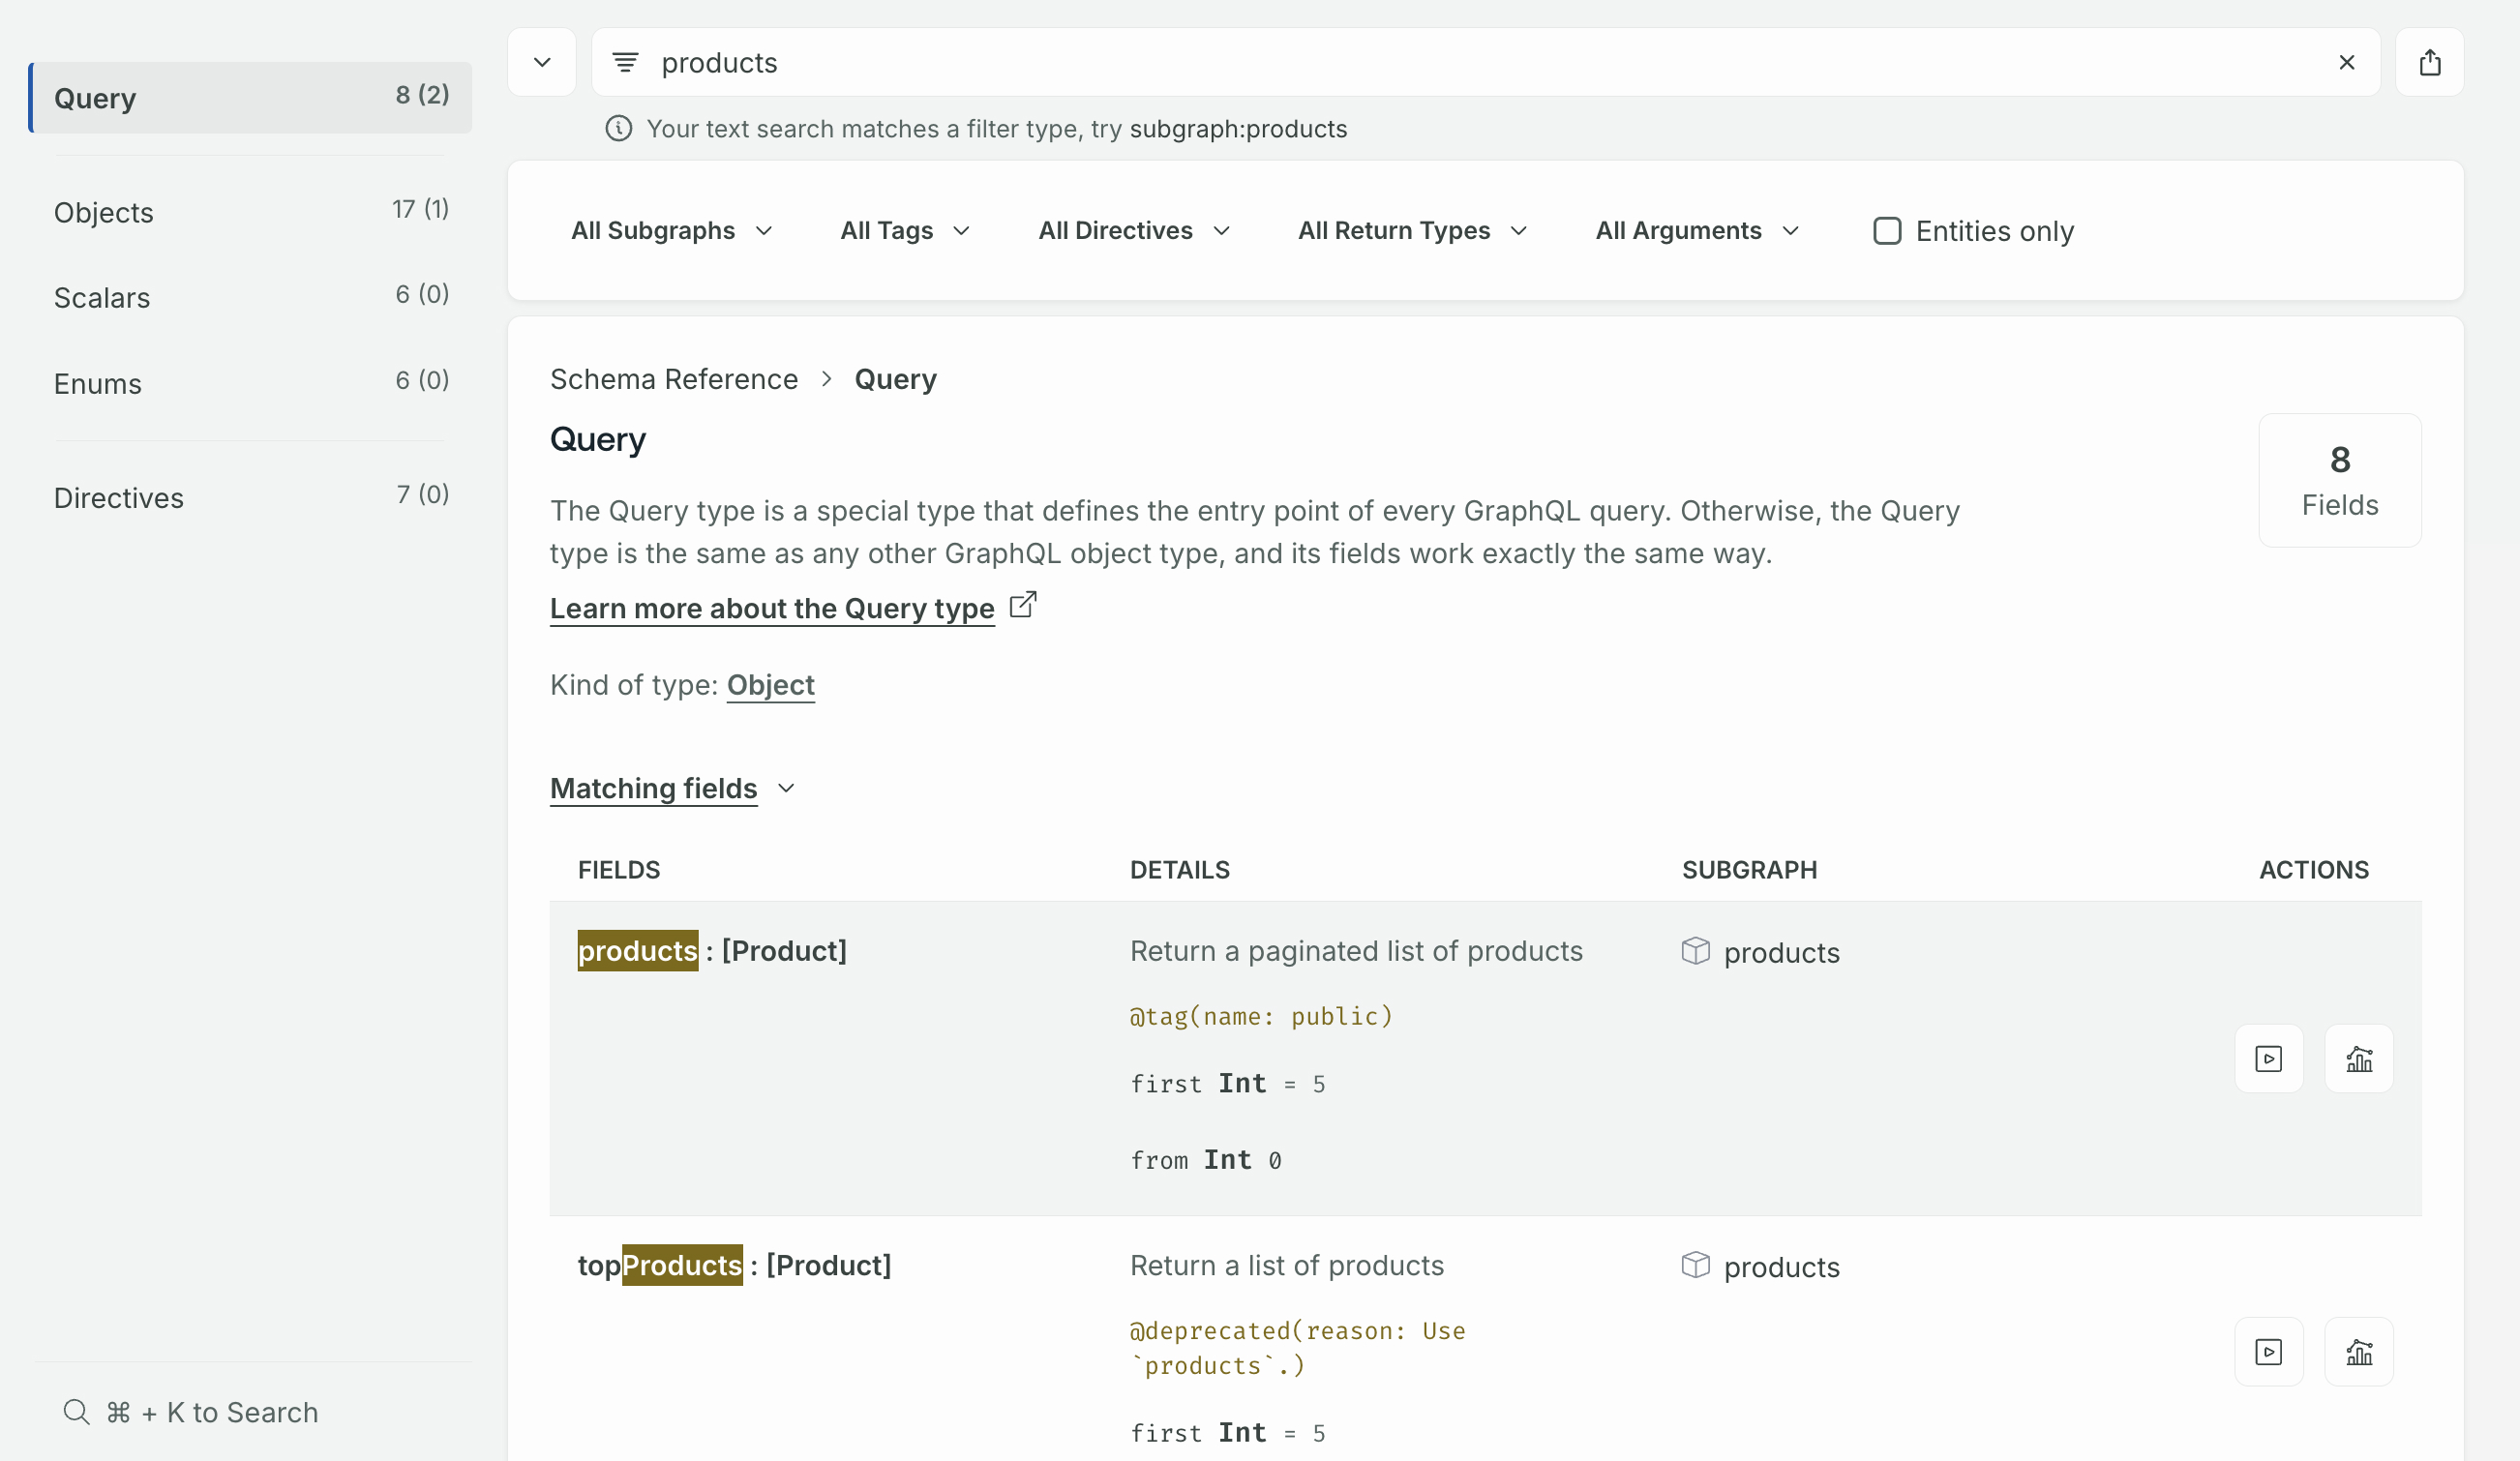 Query 8 (2)
Objects 17 (1)
Scalars 6 (0)
Enums 6 (0)
Directives 7 (0)
⌘ + K to Search
products
Your text search matches a filter type, try subgraph:products
All Subgraphs All Tags All Directives All Return Types All Arguments Entities only
Schema Reference > Query
Query
8
Fields
The Query type is a special type that defines the entry point of every GraphQL query. Otherwise, the Query
type is the same as any other GraphQL object type, and its fields work exactly the same way.
Learn more about the Query type
Kind of type: Object
Matching fields
FIELDS DETAILS SUBGRAPH ACTIONS
products : [Product] Return a paginated list of products products
@tag(name: public)
first Int = 5
from Int 0
topProducts : [Product] Return a list of products products
@deprecated(reason: Use
`products`.)
first Int = 5